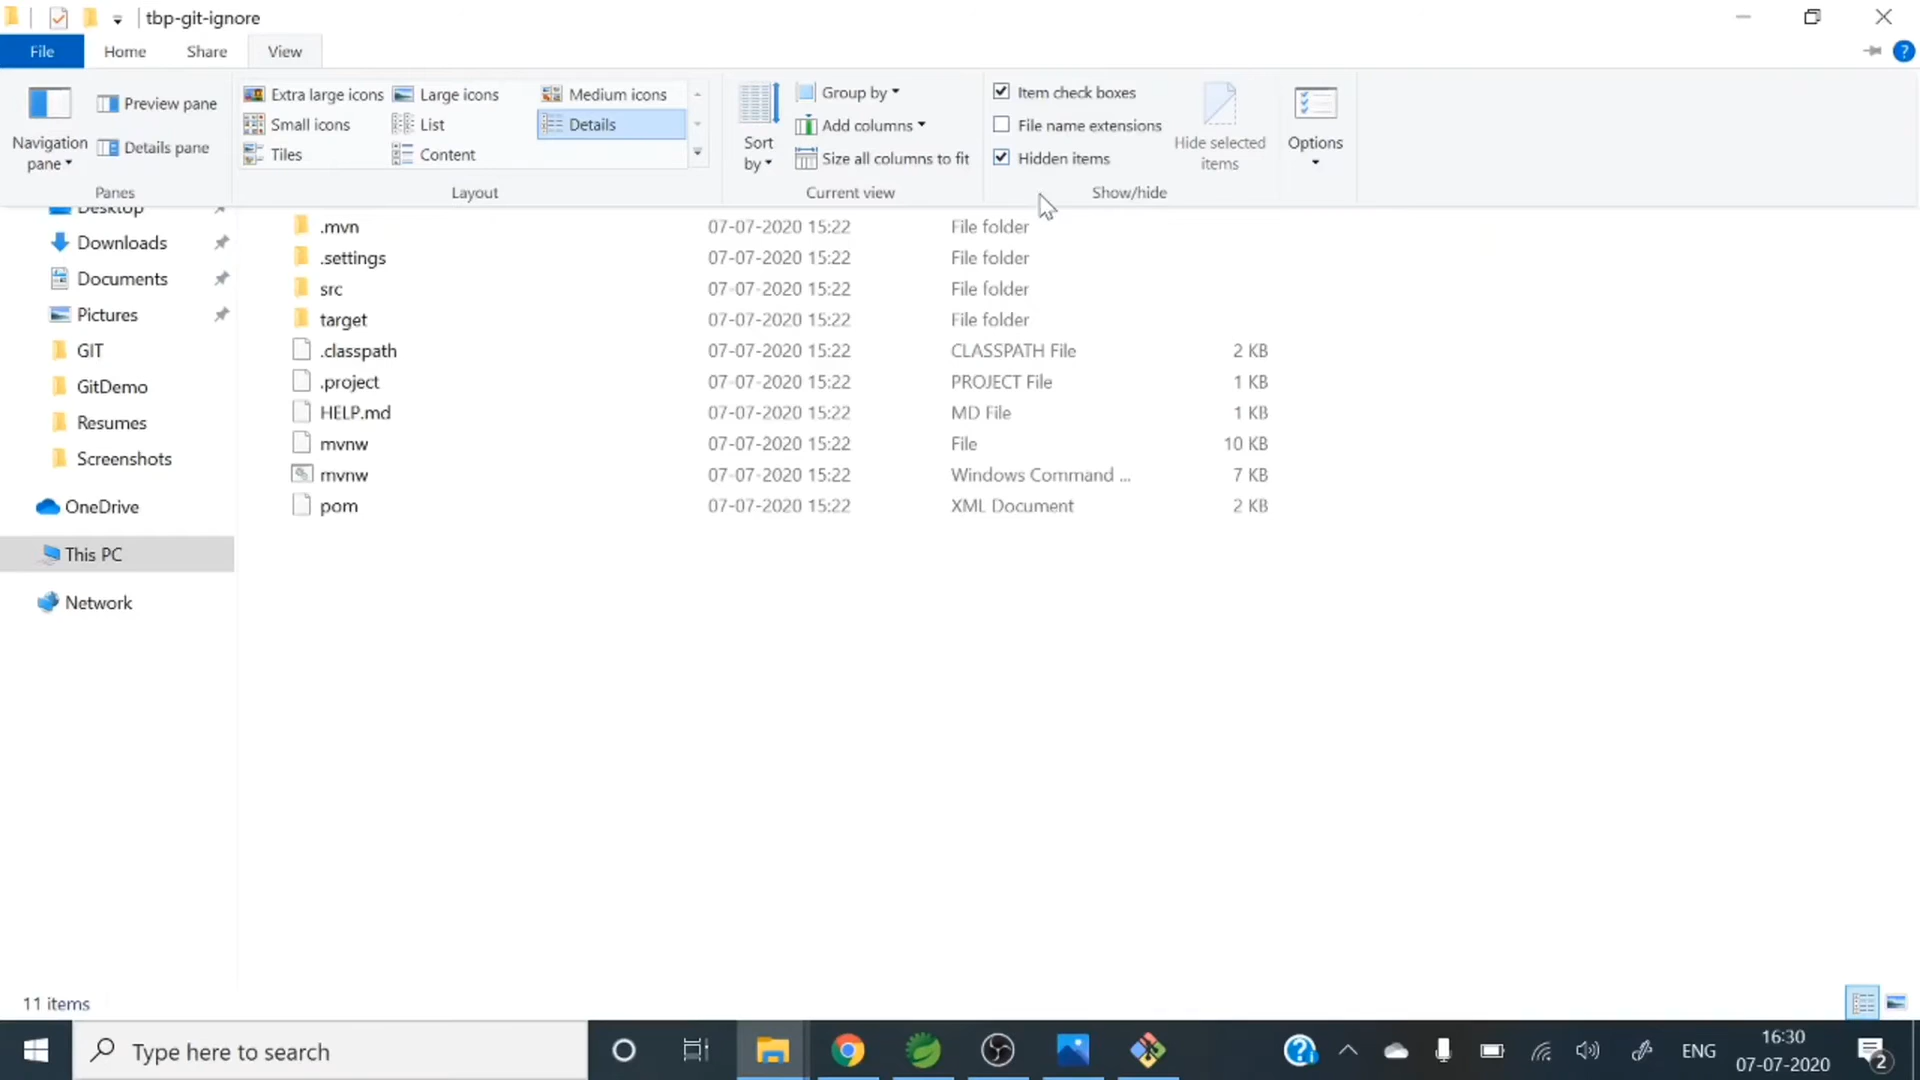 tbp-git-ignore
File Home Share View
Navigation pane
Preview pane
Details pane
Panes
Extra large icons Large icons Medium icons
Small icons List Details
Tiles Content
Layout
Sort by
Group by
Add columns
Size all columns to fit
Current view
Item check boxes
File name extensions
Hidden items
Hide selected items
Show/hide
Options
Desktop
Downloads
Documents
Pictures
GIT
GitDemo
Resumes
Screenshots
OneDrive
This PC
Network
.mvn 07-07-2020 15:22 File folder
.settings 07-07-2020 15:22 File folder
src 07-07-2020 15:22 File folder
target 07-07-2020 15:22 File folder
.classpath 07-07-2020 15:22 CLASSPATH File 2 KB
.project 07-07-2020 15:22 PROJECT File 1 KB
HELP.md 07-07-2020 15:22 MD File 1 KB
mvnw 07-07-2020 15:22 File 10 KB
mvnw 07-07-2020 15:22 Windows Command ... 7 KB
pom 07-07-2020 15:22 XML Document 2 KB
11 items
Type here to search
ENG
16:30
07-07-2020
2